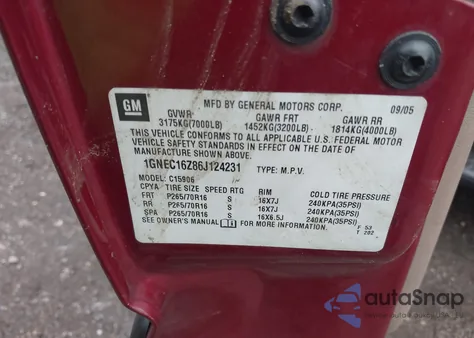 GM
MFD BY GENERAL MOTORS CORP. 09/05
GVWR GAWR FRT GAWR RR
3175KG(7000LB) 1452KG(3200LB) 1814KG(4000LB)
THIS VEHICLE CONFORMS TO ALL APPLICABLE U.S. FEDERAL MOTOR
VEHICLE SAFETY STANDARDS IN EFFECT ON THE DATE OF
MANUFACTURE SHOWN ABOVE.
1GNEC16Z86J124231 TYPE: M.P.V.
MODEL: C15906
CPYA TIRE SIZE SPEED RTG RIM COLD TIRE PRESSURE
FRT P265/70R16 S 16X7J 240KPA(35PSI)
RR P265/70R16 S 16X7J 240KPA(35PSI)
SPA P265/70R16 S 16X6.5J 240KPA(35PSI)
SEE OWNER'S MANUAL FOR MORE INFORMATION. F 53
T 282
autoSnap